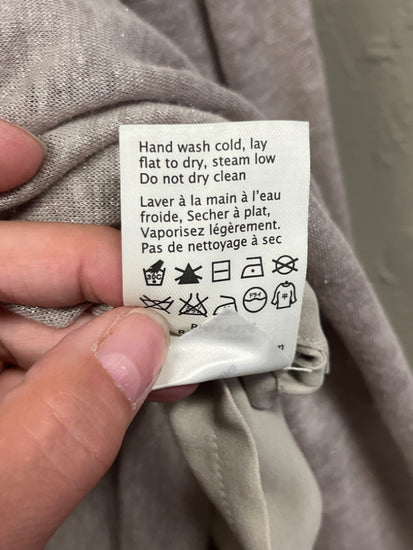 Hand wash cold, lay
flat to dry, steam low
Do not dry clean
Laver à la main à l'eau
froide, Secher à plat,
Vaporisez légèrement.
Pas de nettoyage à sec